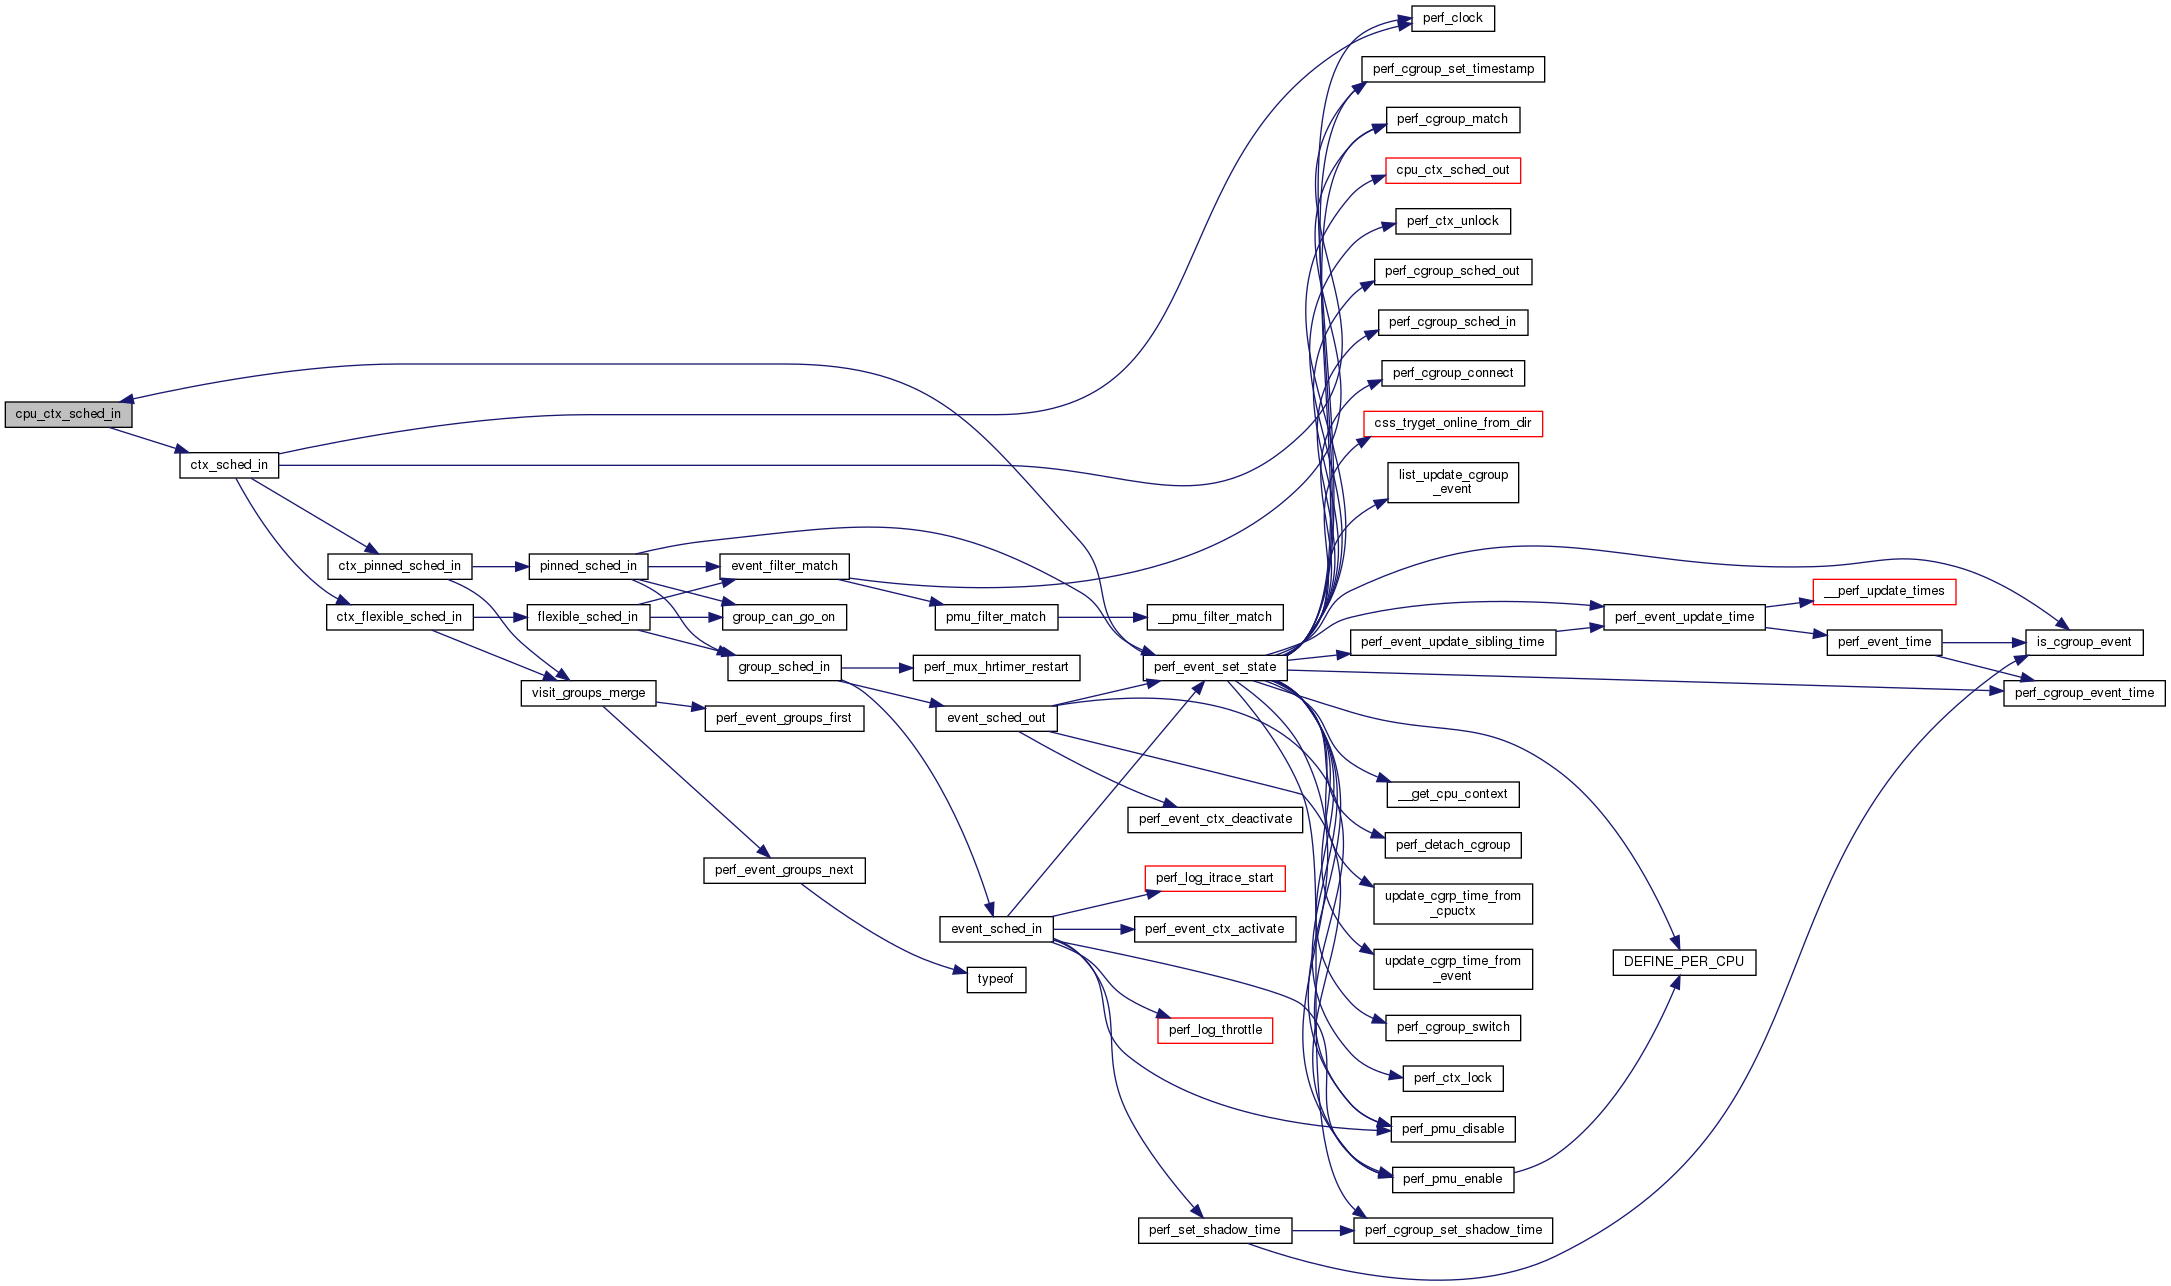 perf_clock
perf_cgroup_set_timestamp
perf_cgroup_match
cpu_ctx_sched_out
perf_ctx_unlock
perf_cgroup_sched_out
perf_cgroup_sched_in
perf_cgroup_connect
cpu_ctx_sched_in
css_tryget_online_from_dir
ctx_sched_in
list_update_cgroup
_event
ctx_pinned_sched_in
pinned_sched_in
event_filter_match
__perf_update_times
ctx_flexible_sched_in
flexible_sched_in
group_can_go_on
pmu_filter_match
__pmu_filter_match
perf_event_update_time
perf_event_update_sibling_time
perf_event_time
is_cgroup_event
group_sched_in
perf_mux_hrtimer_restart
perf_event_set_state
visit_groups_merge
perf_cgroup_event_time
perf_event_groups_first
event_sched_out
__get_cpu_context
perf_event_ctx_deactivate
perf_detach_cgroup
perf_event_groups_next
perf_log_itrace_start
update_cgrp_time_from
_cpuctx
event_sched_in
perf_event_ctx_activate
update_cgrp_time_from
_event
DEFINE_PER_CPU
typeof
perf_log_throttle
perf_cgroup_switch
perf_ctx_lock
perf_pmu_disable
perf_pmu_enable
perf_set_shadow_time
perf_cgroup_set_shadow_time